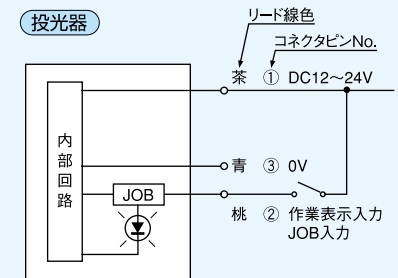 投光器
リード線色
コネクタピンNo.
茶 ① DC12～24V
内部回路
青 ③ 0V
JOB
桃 ② 作業表示入力
JOB入力